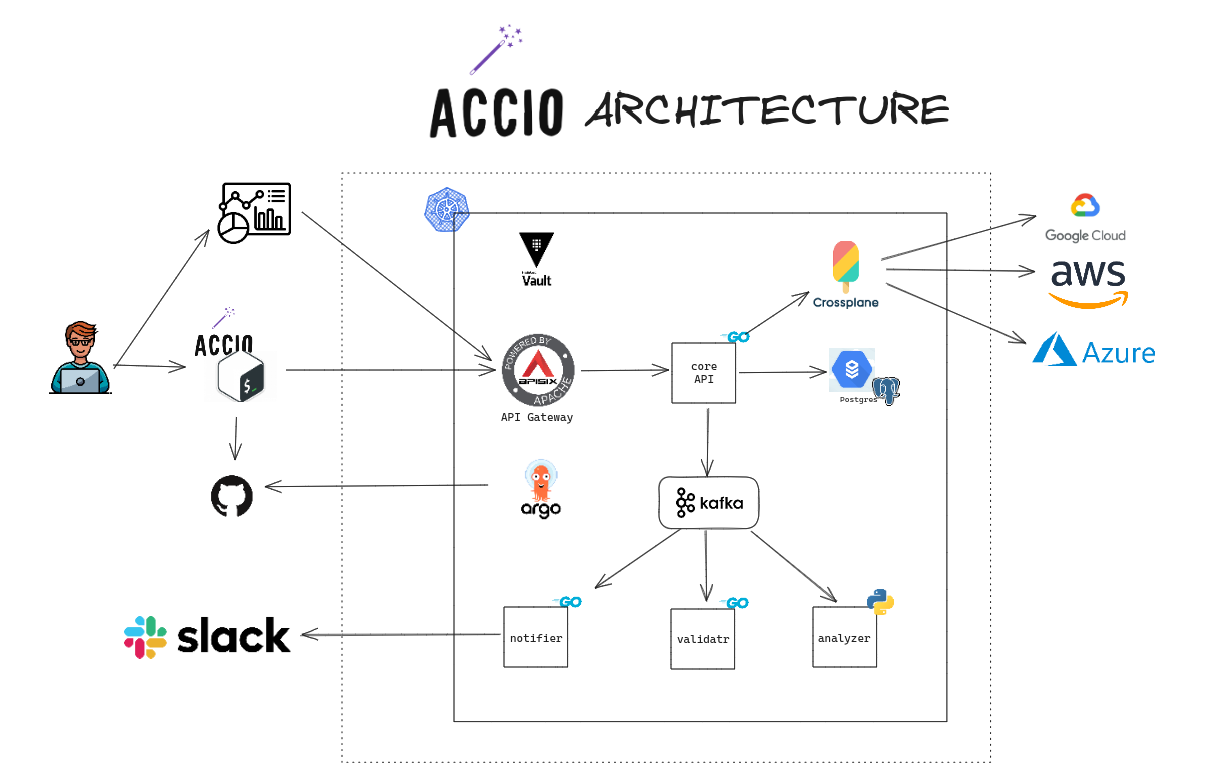 ACCIO ARCHITECTURE
Vault
Crossplane
Google Cloud
aws
Azure
ACCIO
$_
POWERED BY
APISIX
APACHE
API Gateway
GO
core
API
Postgres
argo
kafka
slack
GO
notifier
GO
validatr
analyzer